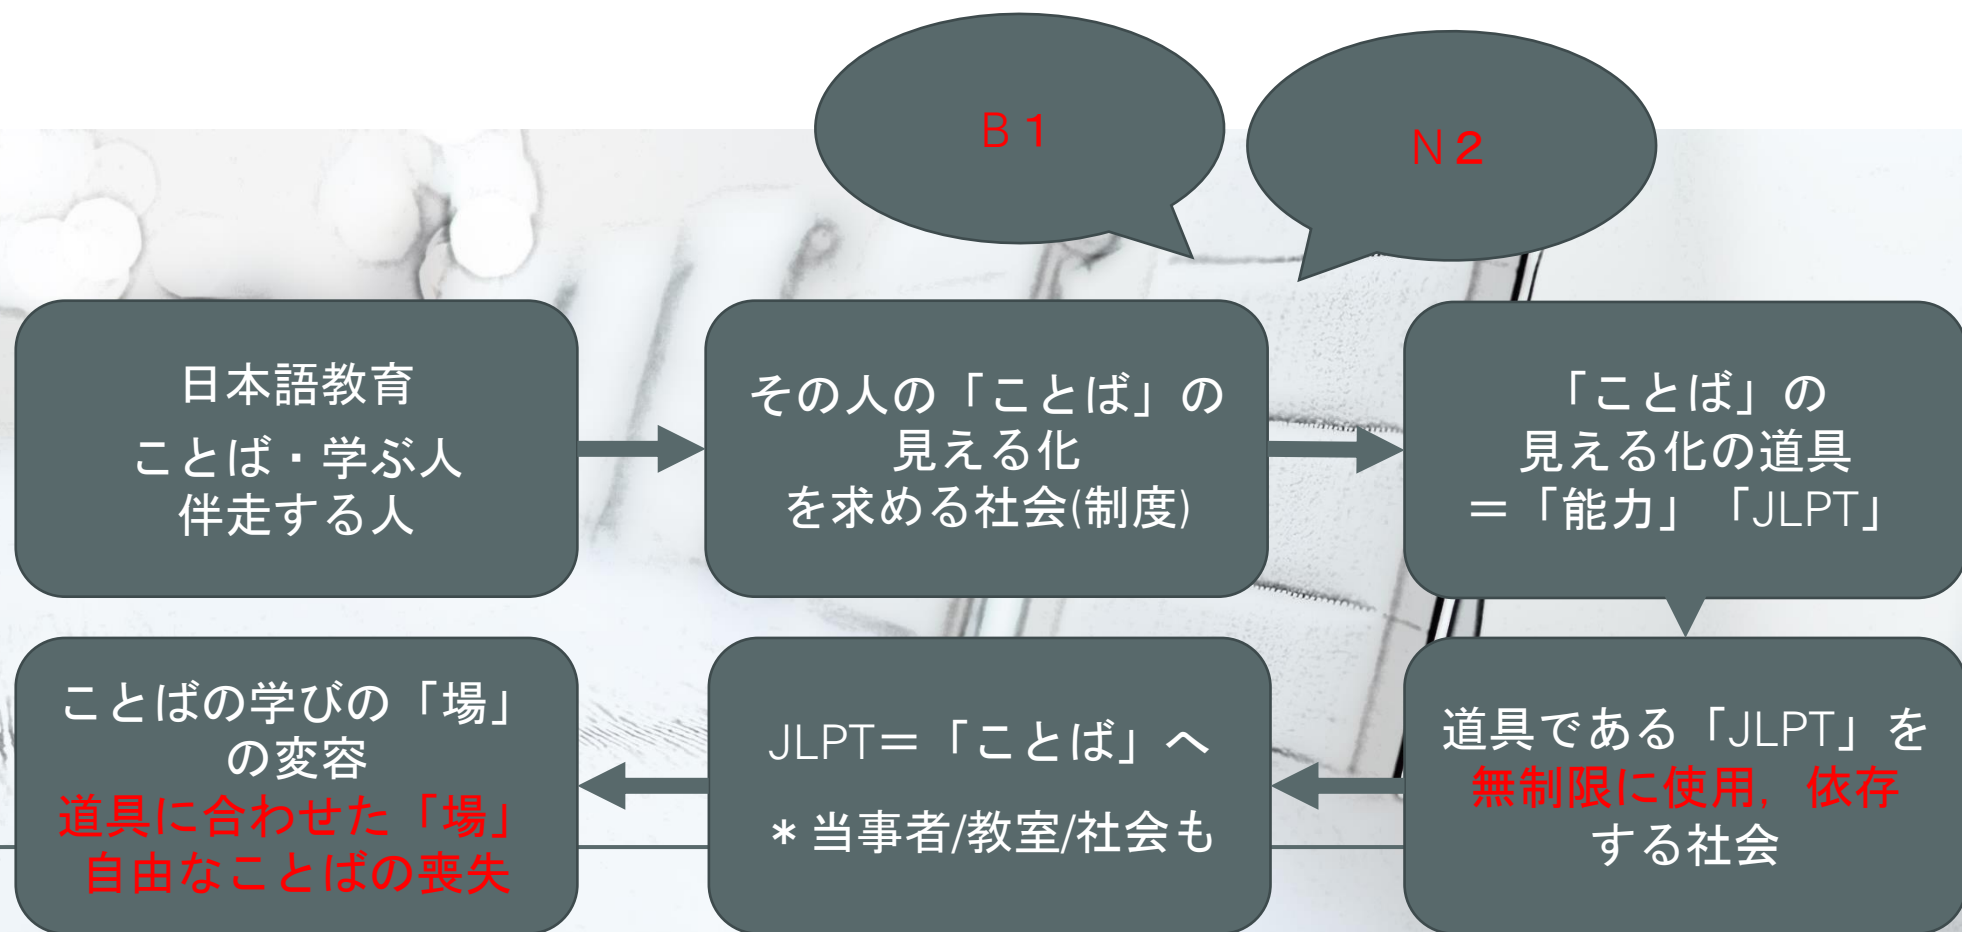 B１
N２
日本語教育
ことば・学ぶ人
伴走する人
その人の「ことば」の
見える化
を求める社会(制度)
「ことば」の
見える化の道具
＝「能力」「JLPT」
道具である「JLPT」を
無制限に使用，依存
する社会
JLPT＝「ことば」へ
＊当事者/教室/社会も
ことばの学びの「場」
の変容
道具に合わせた「場」
自由なことばの喪失